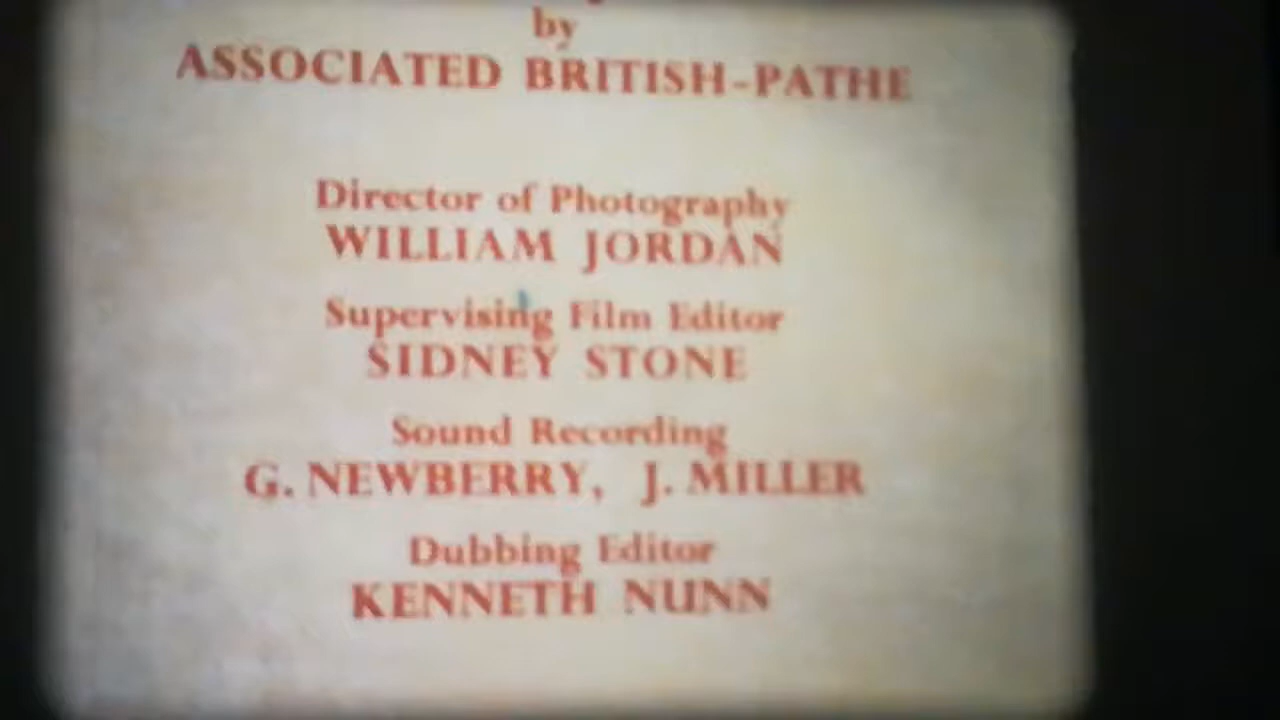 by
ASSOCIATED BRITISH-PATHE
Director of Photography
WILLIAM JORDAN
Supervising Film Editor
SIDNEY STONE
Sound Recording
G. NEWBERRY, J. MILLER
Dubbing Editor
KENNETH NUNN